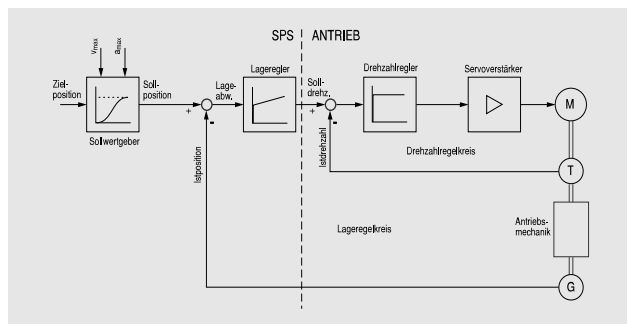 SPS ANTRIEB
vmax
amax
Ziel-
position
Soll-
position
Lage-
abw.
Lageregler
Soll-
drehz.
Drehzahlregler
Servoverstärker
+
-
+
-
M
Sollwertgeber
Istposition
Istdrehzahl
Drehzahlregelkreis
T
Lageregelkreis
Antriebs-
mechanik
G